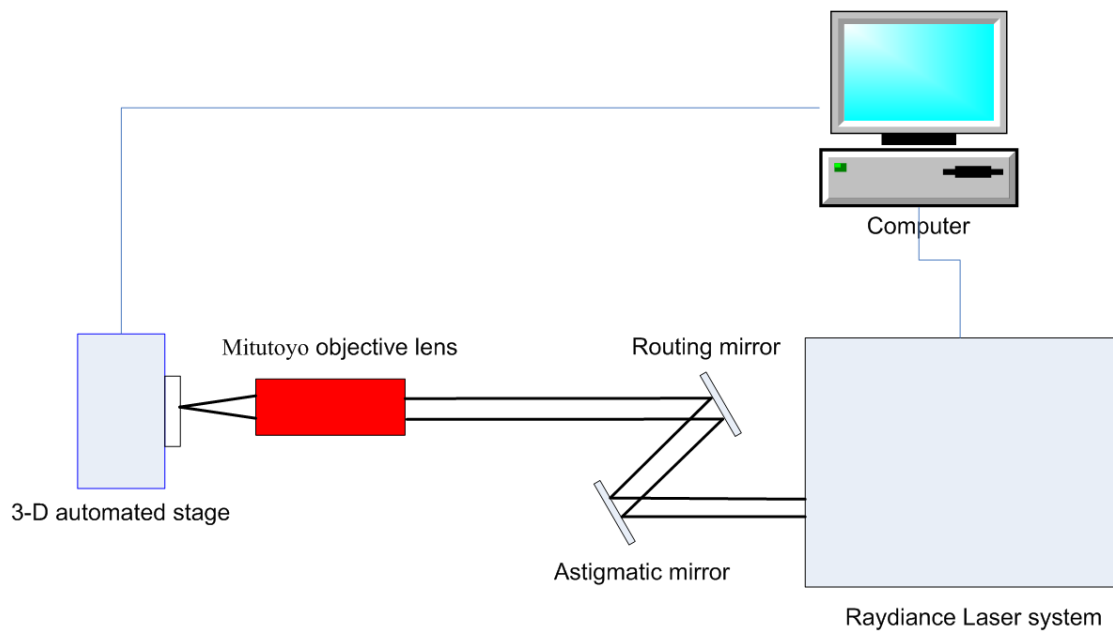 Computer
Mitutoyo objective lens
Routing mirror
3-D automated stage
Astigmatic mirror
Raydiance Laser system